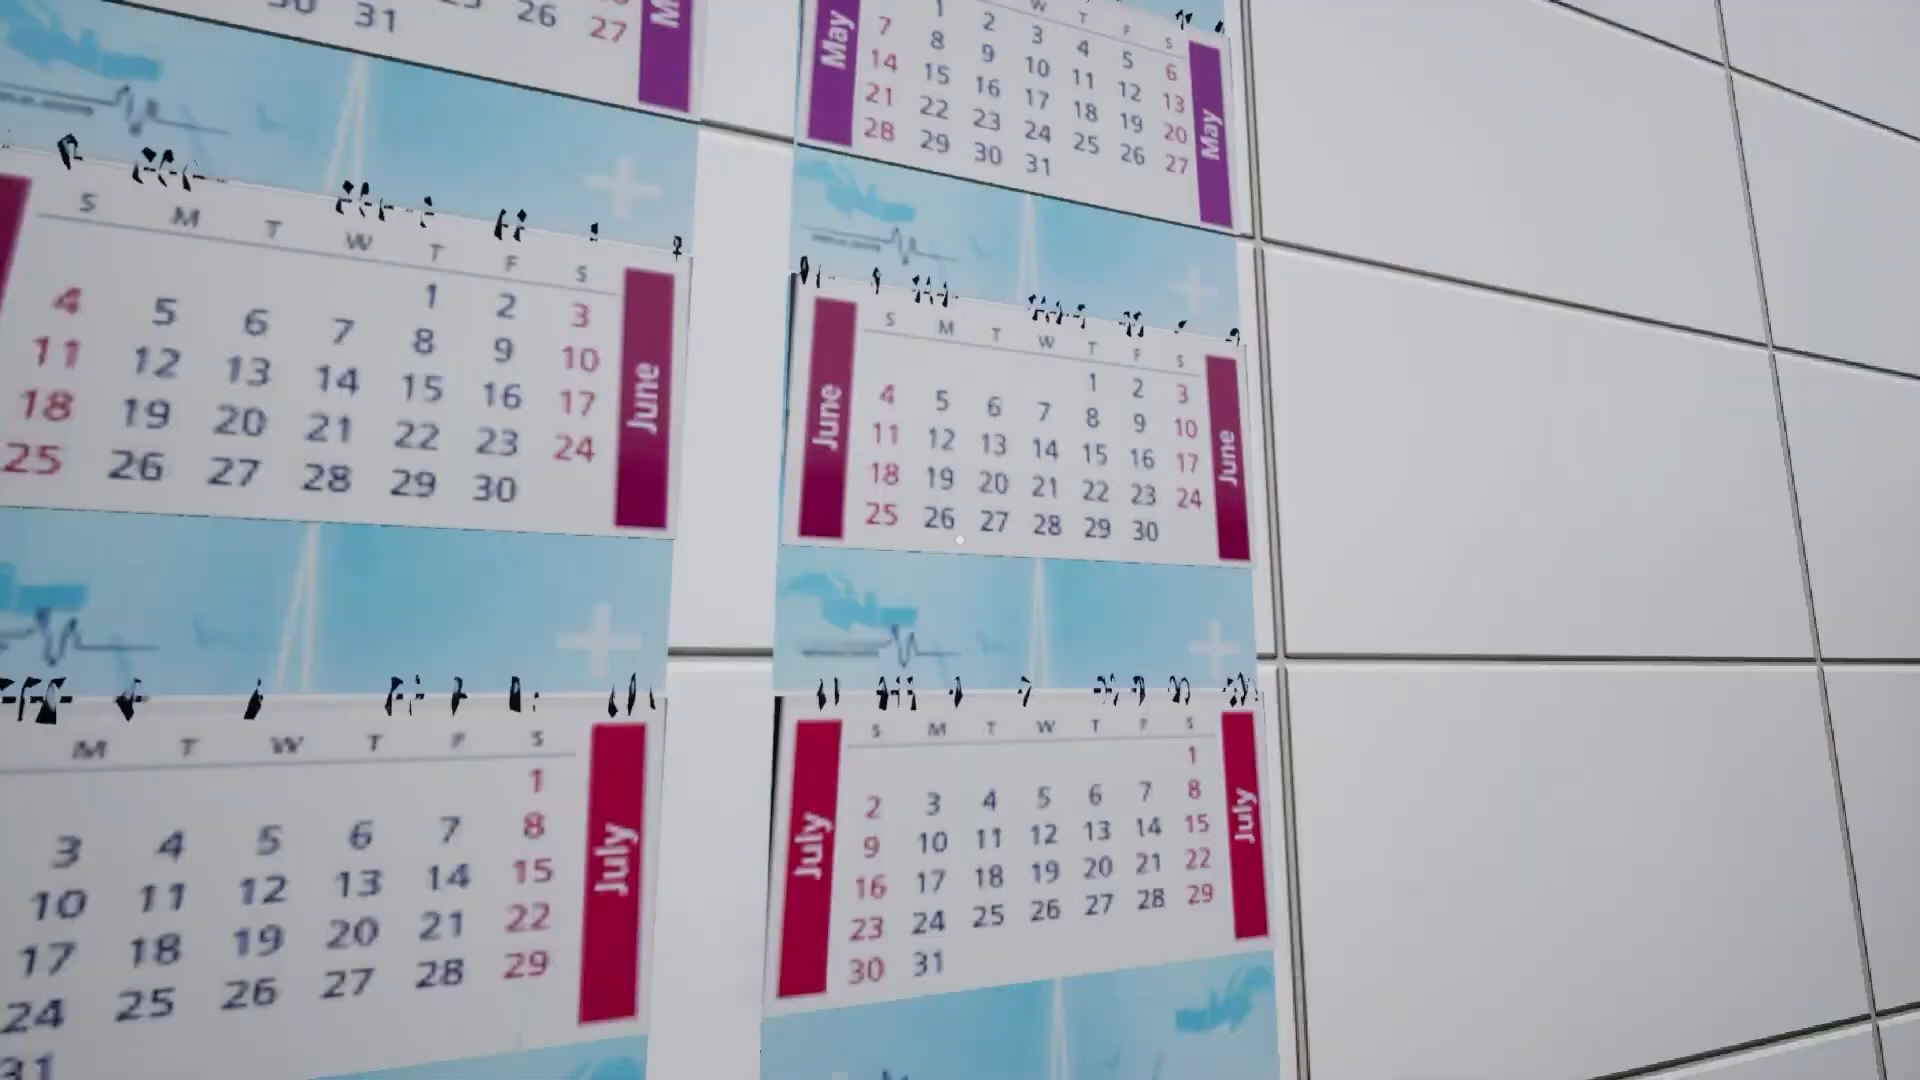 30 31
26 27
May
S M T W T F S
4 5 6 7 1 2 3
11 12 13 14 8 9 10
18 19 20 21 15 16 17
25 26 27 28 22 23 24
29 30
June
M T W T F S
1
3 4 5 6 7 8
10 11 12 13 14 15
17 18 19 20 21 22
24 25 26 27 28 29
31
July
May
W T F S
1 2 3 4 5 6
7 8 9 10 11 12 13
14 15 16 17 18 19 20
21 22 23 24 25 26 27
28 29 30 31
May
June
S M T W T F S
1 2 3
4 5 6 7 8 9 10
11 12 13 14 15 16 17
18 19 20 21 22 23 24
25 26 27 28 29 30
June
July
S M T W T F S
1
2 3 4 5 6 7 8
9 10 11 12 13 14 15
16 17 18 19 20 21 22
23 24 25 26 27 28 29
30 31
July